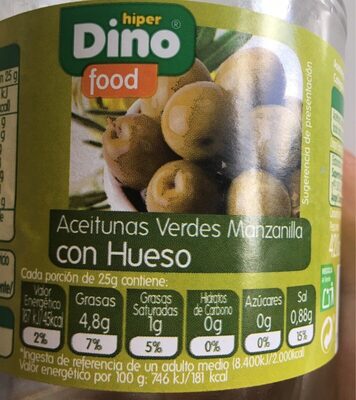 hiper
Dino®
food
Sugerencia de presentación
Aceitunas Verdes Manzanilla
con Hueso
Cada porción de 25g contiene:
Valor Energético 187 kJ/45kcal 2%
Grasas 4,8g 7%
Grasas Saturadas 1g 5%
Hidratos de Carbono 0g 0%
Azúcares 0g 0%
Sal 0,88g 15%
*Ingesta de referencia de un adulto medio (8.400kJ/2.000kcal)
Valor energético por 100 g: 746 kJ/181 kcal